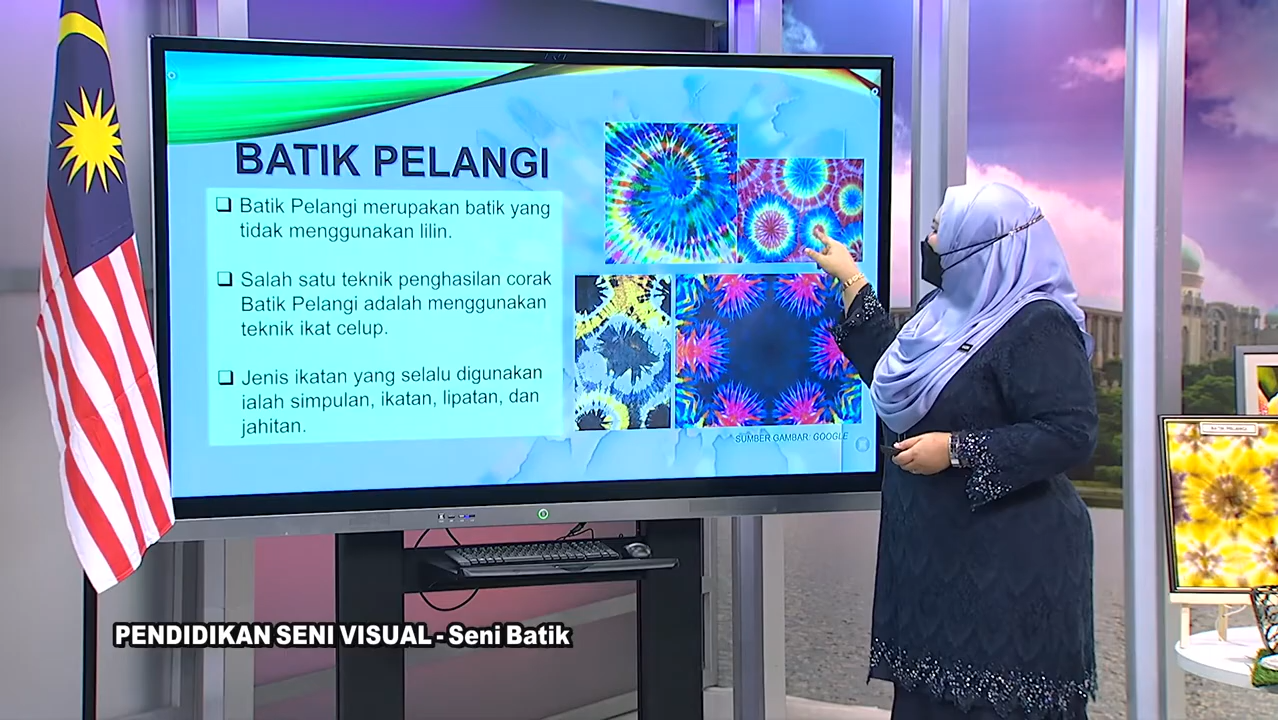 BATIK PELANGI
❑ Batik Pelangi merupakan batik yang
tidak menggunakan lilin.
❑ Salah satu teknik penghasilan corak
Batik Pelangi adalah menggunakan
teknik ikat celup.
❑ Jenis ikatan yang selalu digunakan
ialah simpulan, ikatan, lipatan, dan
jahitan.
SUMBER GAMBAR: GOOGLE
BATIK PELANGI
PENDIDIKAN SENI VISUAL - Seni Batik